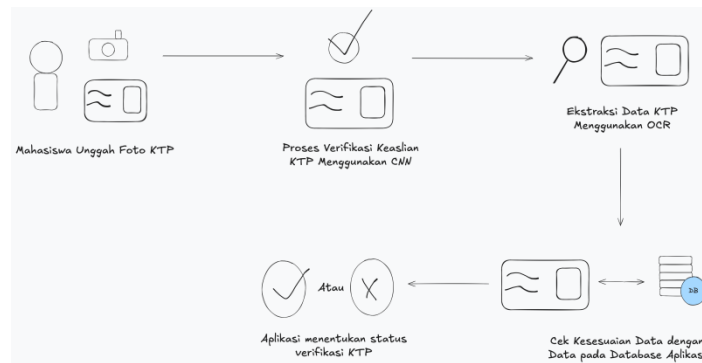 Mahasiswa Unggah Foto KTP
Proses Verifikasi Keaslian
KTP Menggunakan CNN
Ekstraksi Data KTP
Menggunakan OCR
DB
Cek Kesesuaian Data dengan
Data pada Database Aplikasi
Atau
Aplikasi menentukan status
verifikasi KTP